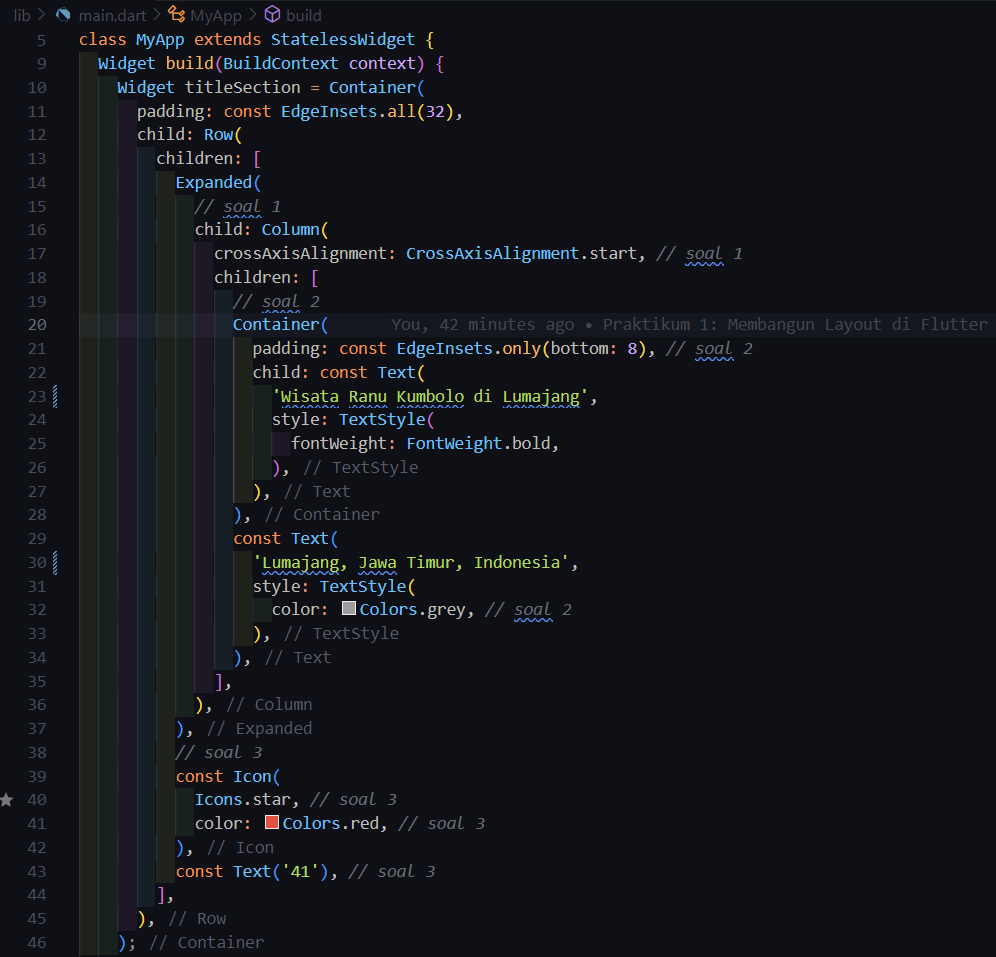 lib > main.dart > MyApp > build
5 class MyApp extends StatelessWidget {
9 Widget build(BuildContext context) {
10 Widget titleSection = Container(
11 padding: const EdgeInsets.all(32),
12 child: Row(
13 children: [
14 Expanded(
15 // soal 1
16 child: Column(
17 crossAxisAlignment: CrossAxisAlignment.start, // soal 1
18 children: [
19 // soal 2
20 Container( You, 42 minutes ago • Praktikum 1: Membangun Layout di Flutter
21 padding: const EdgeInsets.only(bottom: 8), // soal 2
22 child: const Text(
23 'Wisata Ranu Kumbolo di Lumajang',
24 style: TextStyle(
25 fontWeight: FontWeight.bold,
26 ), // TextStyle
27 ), // Text
28 ), // Container
29 const Text(
30 'Lumajang, Jawa Timur, Indonesia',
31 style: TextStyle(
32 color: Colors.grey, // soal 2
33 ), // TextStyle
34 ), // Text
35 ],
36 ), // Column
37 ), // Expanded
38 // soal 3
39 const Icon(
40 Icons.star, // soal 3
41 color: Colors.red, // soal 3
42 ), // Icon
43 const Text('41'), // soal 3
44 ],
45 ), // Row
46 ); // Container